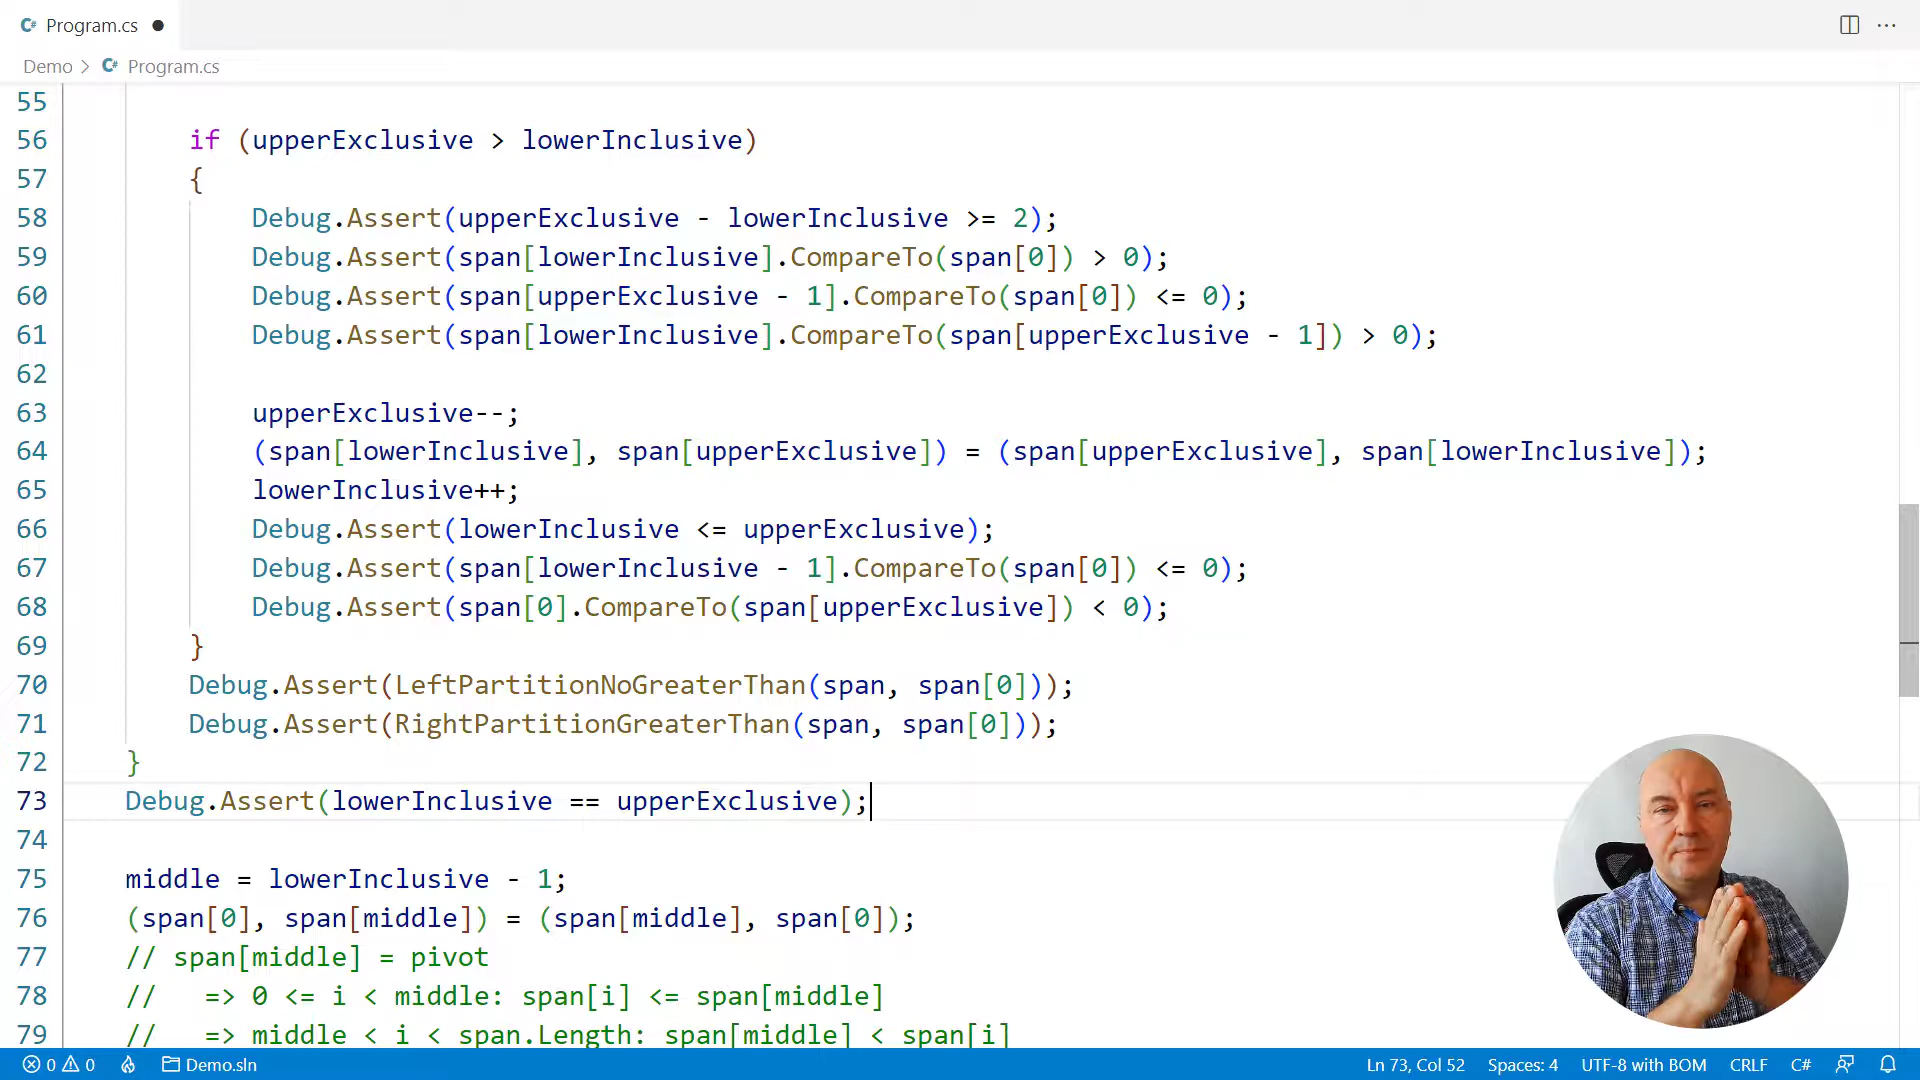 Program.cs
Demo > Program.cs
55
56 if (upperExclusive > lowerInclusive)
57 {
58 Debug.Assert(upperExclusive - lowerInclusive >= 2);
59 Debug.Assert(span[lowerInclusive].CompareTo(span[0]) > 0);
60 Debug.Assert(span[upperExclusive - 1].CompareTo(span[0]) <= 0);
61 Debug.Assert(span[lowerInclusive].CompareTo(span[upperExclusive - 1]) > 0);
62
63 upperExclusive--;
64 (span[lowerInclusive], span[upperExclusive]) = (span[upperExclusive], span[lowerInclusive]);
65 lowerInclusive++;
66 Debug.Assert(lowerInclusive <= upperExclusive);
67 Debug.Assert(span[lowerInclusive - 1].CompareTo(span[0]) <= 0);
68 Debug.Assert(span[0].CompareTo(span[upperExclusive]) < 0);
69 }
70 Debug.Assert(LeftPartitionNoGreaterThan(span, span[0]));
71 Debug.Assert(RightPartitionGreaterThan(span, span[0]));
72 }
73 Debug.Assert(lowerInclusive == upperExclusive);
74
75 middle = lowerInclusive - 1;
76 (span[0], span[middle]) = (span[middle], span[0]);
77 // span[middle] = pivot
78 //   => 0 <= i < middle: span[i] <= span[middle]
79 //   => middle < i < span.Length: span[middle] < span[i]
0 0 Demo.sln Ln 73, Col 52 Spaces: 4 UTF-8 with BOM CRLF C#